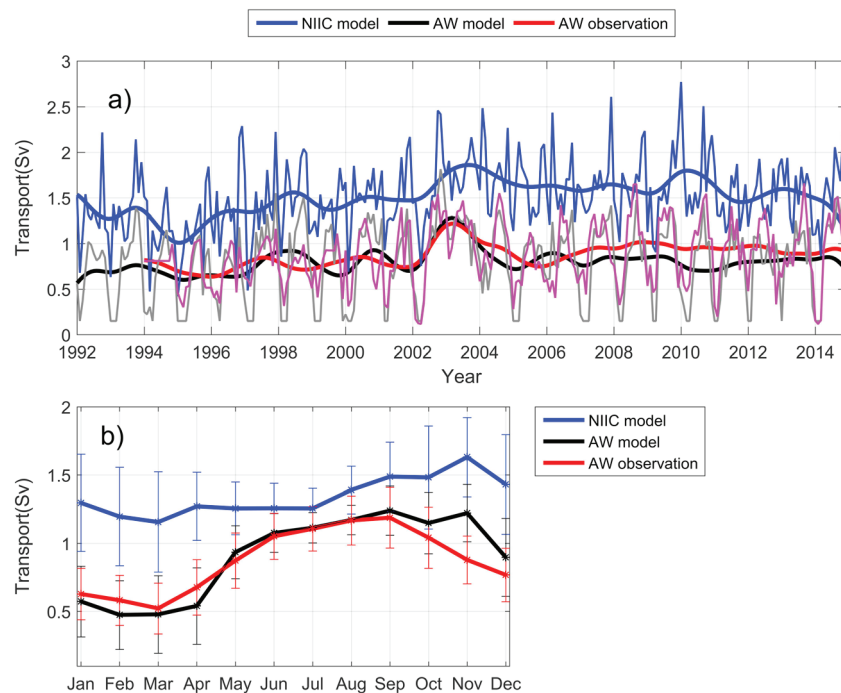 NIIC model AW model AW observation
a)
Transport(Sv)
3
2.5
2
1.5
1
0.5
0
1992 1994 1996 1998 2000 2002 2004 2006 2008 2010 2012 2014
Year
b)
Transport(Sv)
2
1.5
1
0.5
Jan Feb Mar Apr May Jun Jul Aug Sep Oct Nov Dec
NIIC model
AW model
AW observation